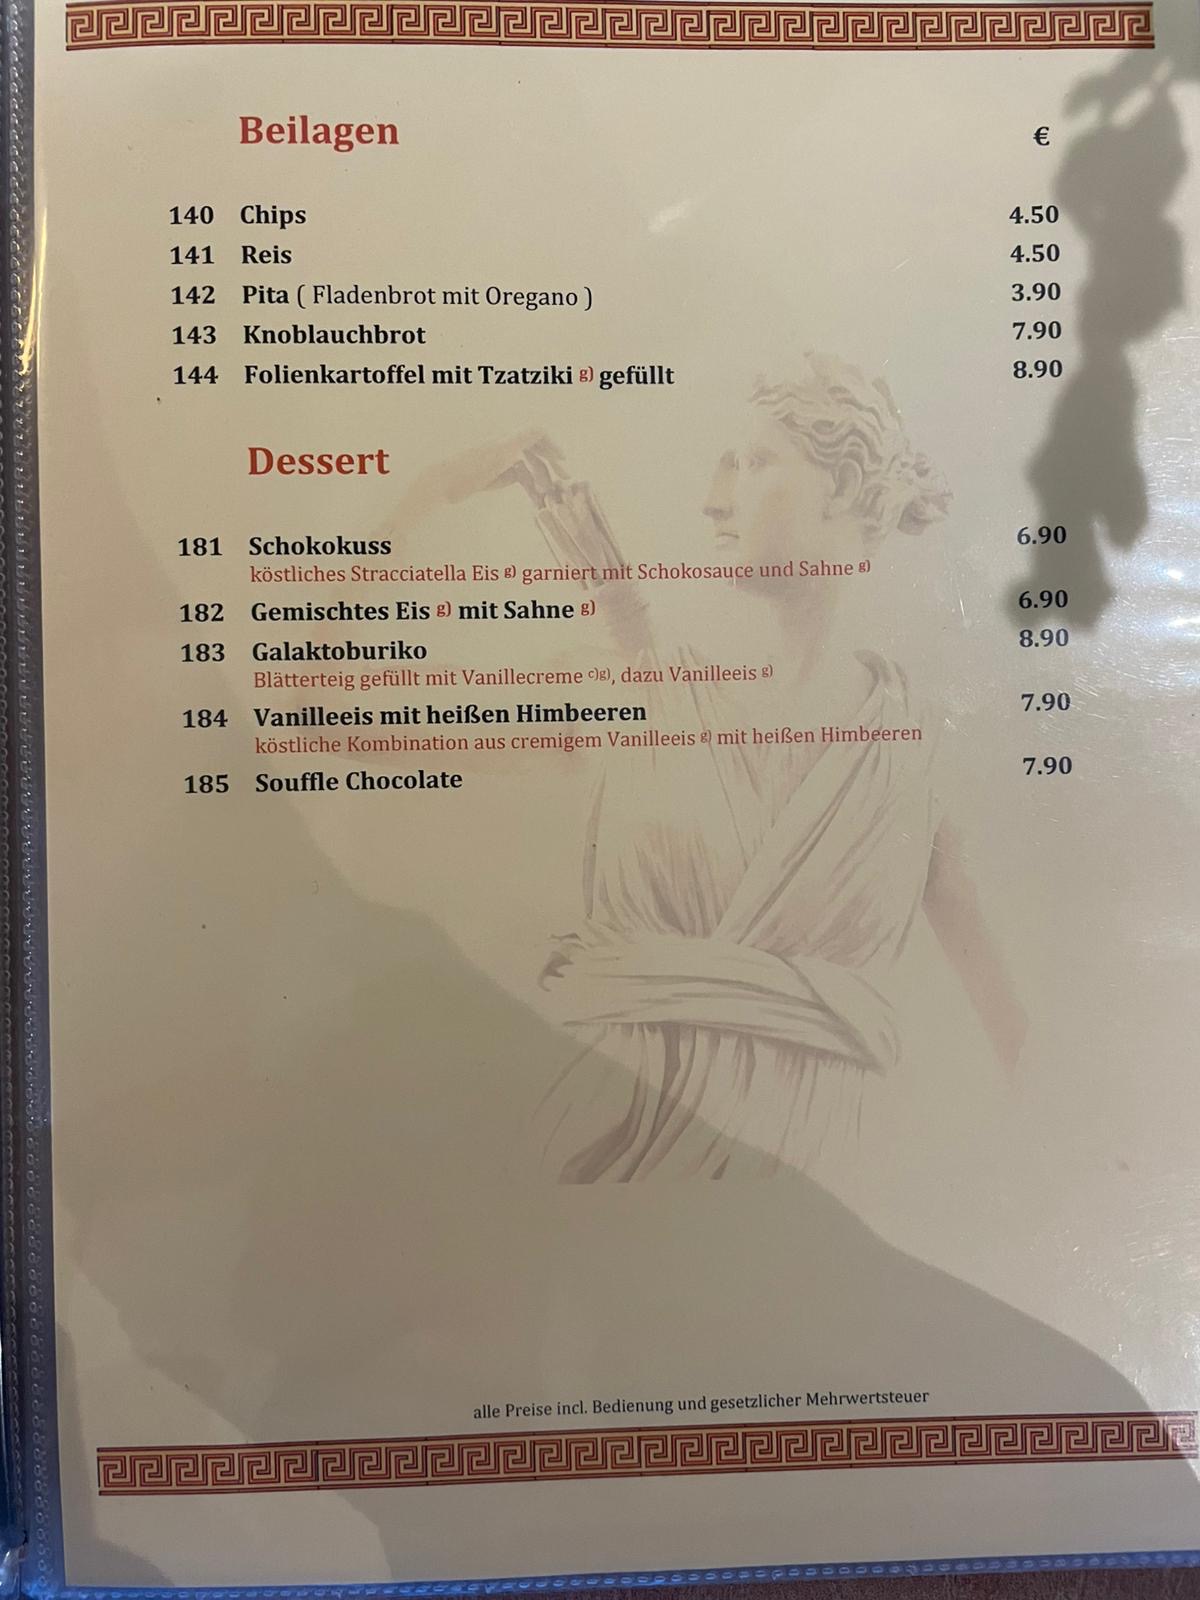 Beilagen €
140 Chips 4.50
141 Reis 4.50
142 Pita ( Fladenbrot mit Oregano ) 3.90
143 Knoblauchbrot 7.90
144 Folienkartoffel mit Tzatziki g) gefüllt 8.90
Dessert
181 Schokokuss 6.90
köstliches Stracciatella Eis g) garniert mit Schokosauce und Sahne g)
182 Gemischtes Eis g) mit Sahne g) 6.90
183 Galaktoburiko 8.90
Blätterteig gefüllt mit Vanillecreme c)g), dazu Vanilleeis g)
184 Vanilleeis mit heißen Himbeeren 7.90
köstliche Kombination aus cremigem Vanilleeis g) mit heißen Himbeeren
185 Souffle Chocolate 7.90
alle Preise incl. Bedienung und gesetzlicher Mehrwertsteuer